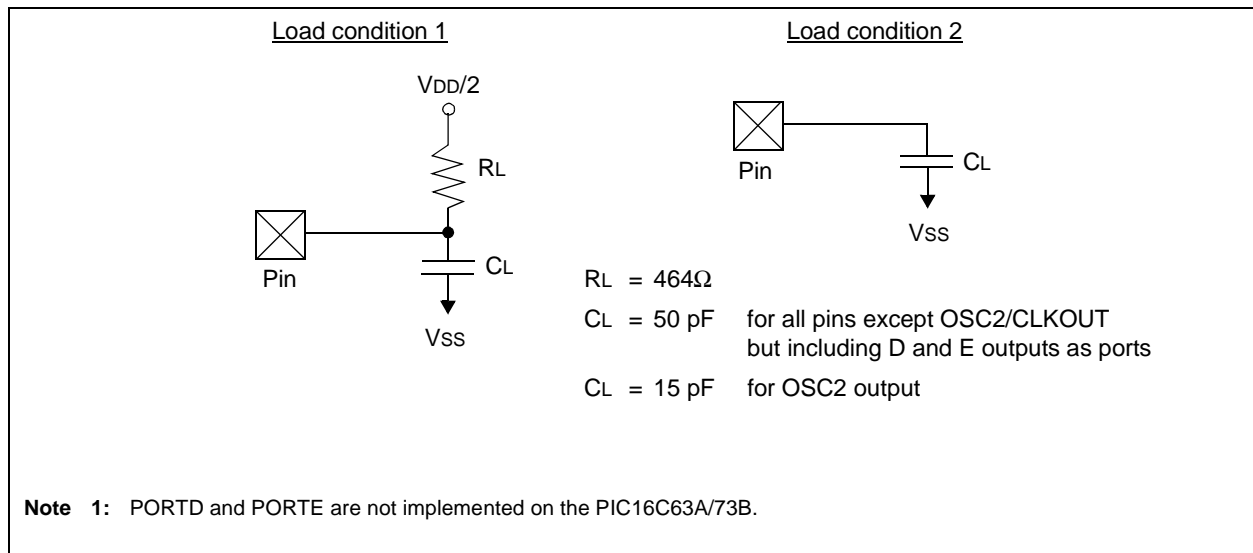 Load condition 1
Load condition 2
VDD/2
RL
Pin
CL
VSS
Pin
CL
VSS
RL = 464Ω
CL = 50 pF for all pins except OSC2/CLKOUT
but including D and E outputs as ports
CL = 15 pF for OSC2 output
Note 1: PORTD and PORTE are not implemented on the PIC16C63A/73B.